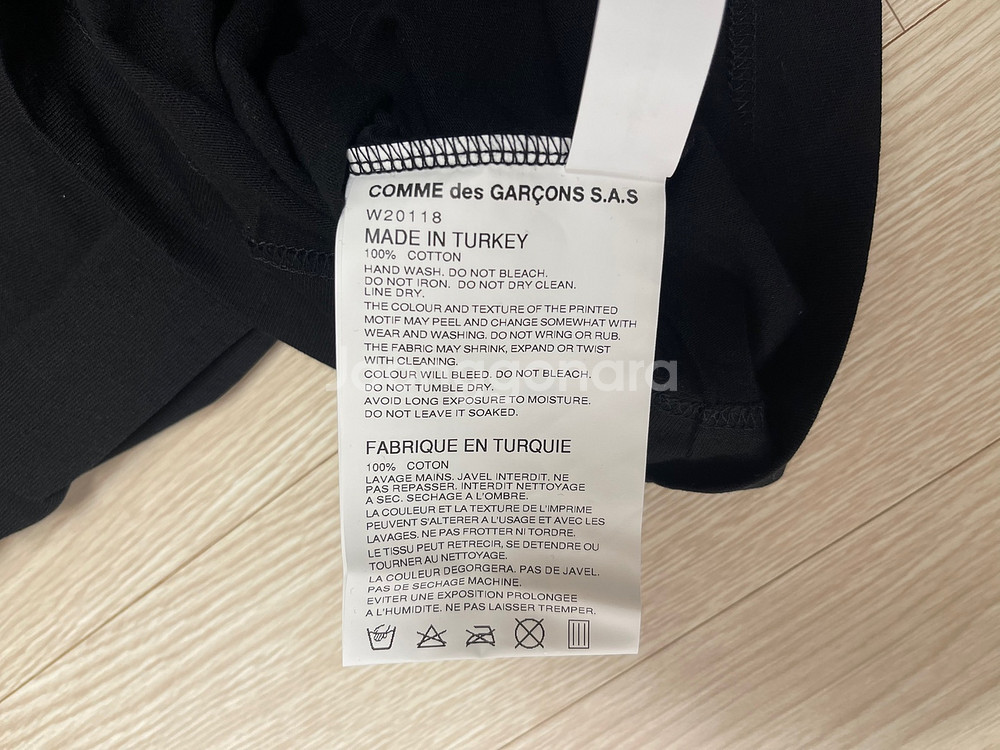 COMME des GARÇONS S.A.S
W20118
MADE IN TURKEY
100% COTTON
HAND WASH. DO NOT BLEACH.
DO NOT IRON. DO NOT DRY CLEAN.
LINE DRY.
THE COLOUR AND TEXTURE OF THE PRINTED
MOTIF MAY PEEL AND CHANGE SOMEWHAT WITH
WEAR AND WASHING. DO NOT WRING OR RUB.
THE FABRIC MAY SHRINK, EXPAND OR TWIST
WITH CLEANING.
COLOUR WILL BLEED. DO NOT BLEACH.
DO NOT TUMBLE DRY.
AVOID LONG EXPOSURE TO MOISTURE.
DO NOT LEAVE IT SOAKED.
FABRIQUE EN TURQUIE
100% COTON
LAVAGE MAINS. JAVEL INTERDIT. NE
PAS REPASSER. INTERDIT NETTOYAGE
A SEC. SECHAGE A L'OMBRE.
LA COULEUR ET LA TEXTURE DE L'IMPRIME
PEUVENT S'ALTERER A L'USAGE ET AVEC LES
LAVAGES. NE PAS FROTTER NI TORDRE.
LE TISSU PEUT RETRECIR, SE DETENDRE OU
TOURNER AU NETTOYAGE.
LA COULEUR DEGORGERA. PAS DE JAVEL.
PAS DE SECHAGE MACHINE.
EVITER UNE EXPOSITION PROLONGEE
A L'HUMIDITE. NE PAS LAISSER TREMPER.